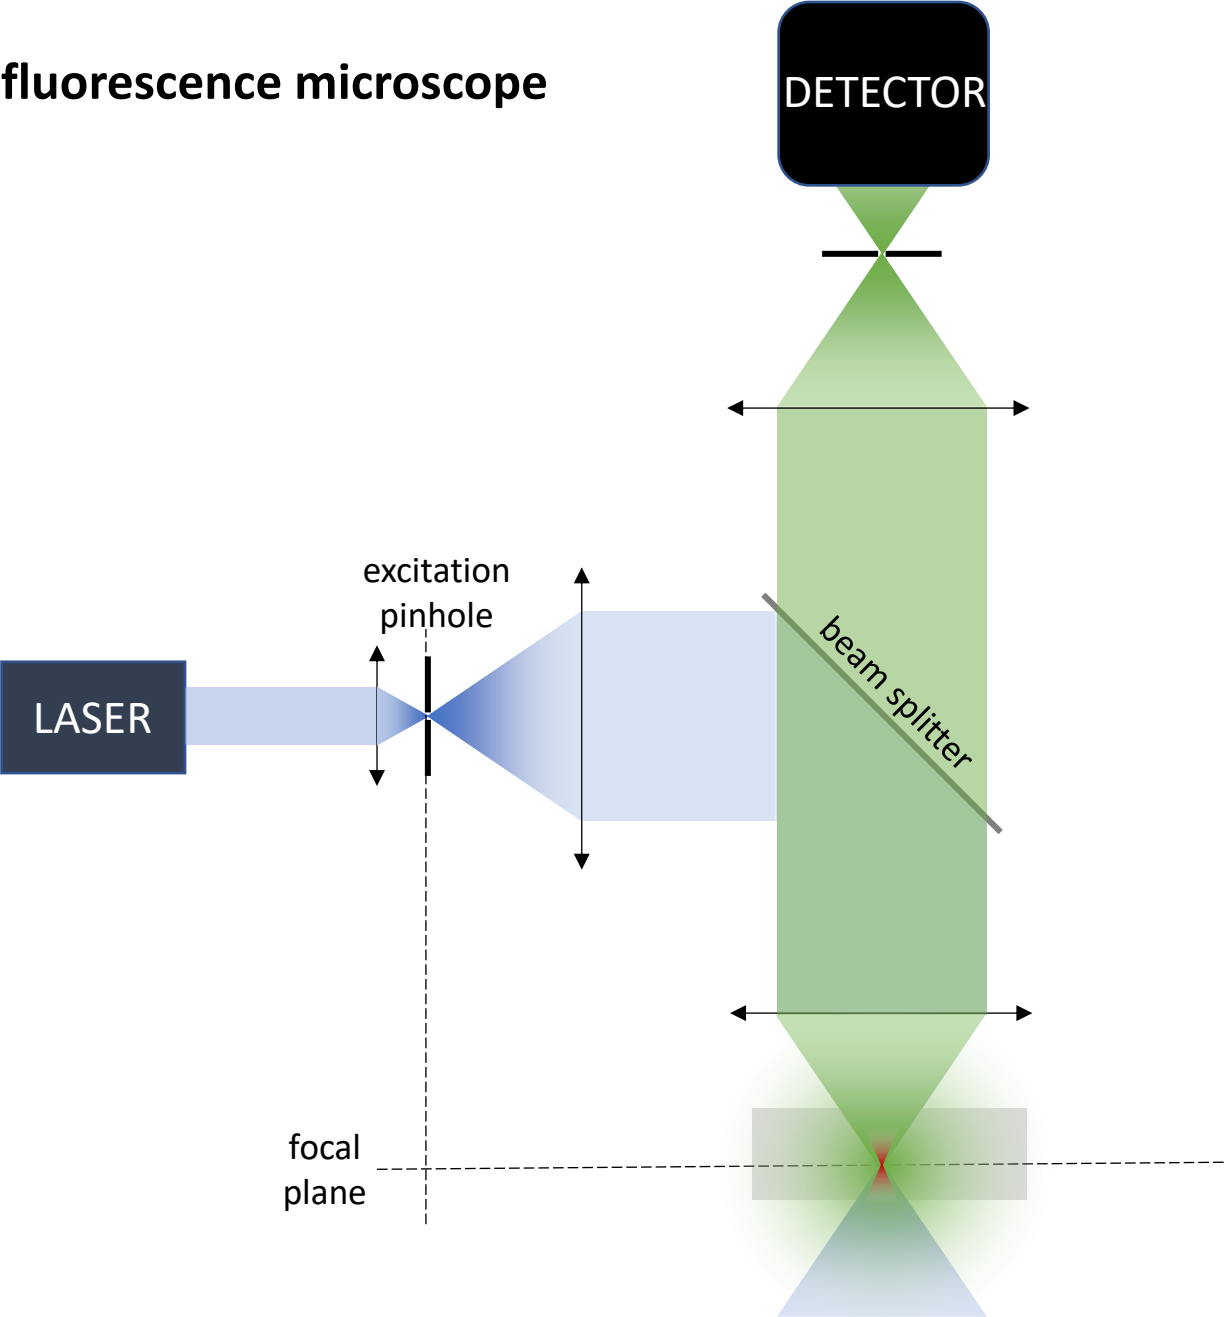 fluorescence microscope
DETECTOR
excitation
pinhole
LASER
beam splitter
focal
plane